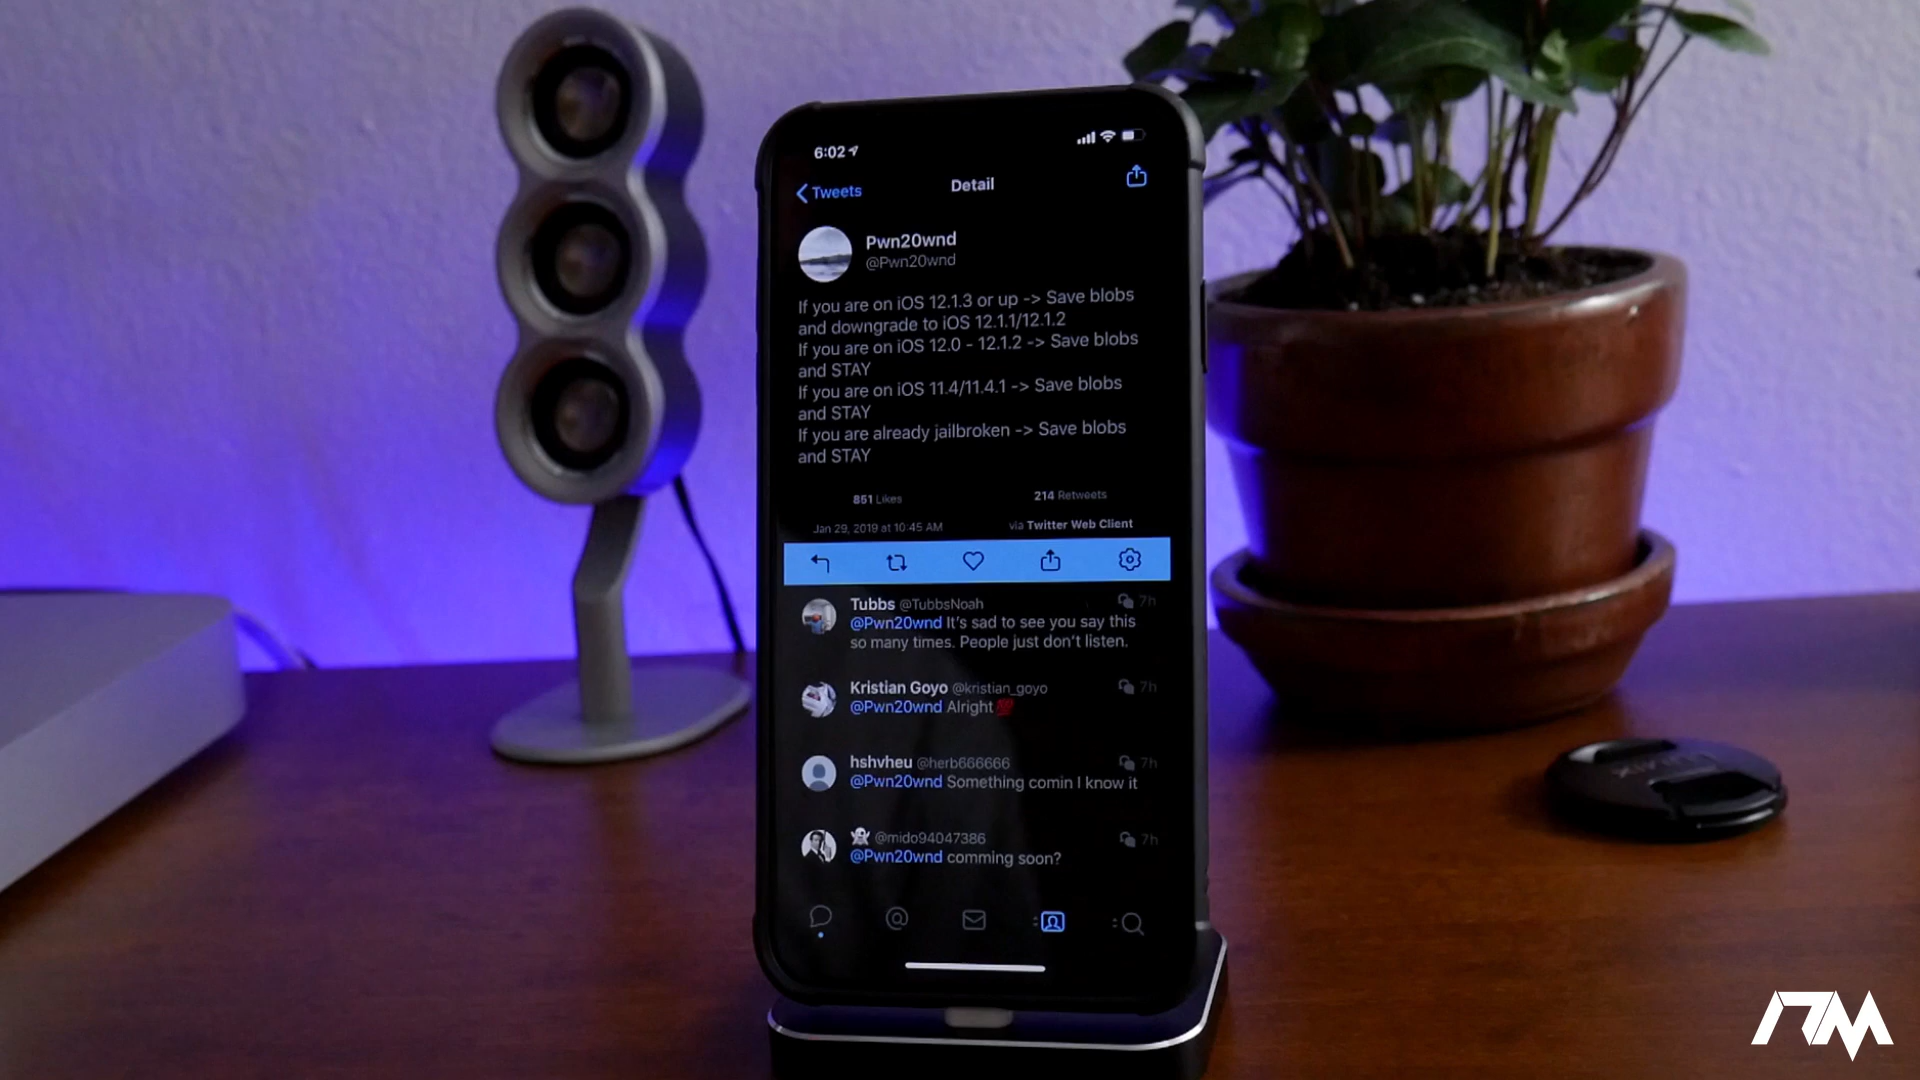 6:02
Tweets
Detail
Pwn20wnd
@Pwn20wnd
If you are on iOS 12.1.3 or up -> Save blobs
and downgrade to iOS 12.1.1/12.1.2
If you are on iOS 12.0 - 12.1.2 -> Save blobs
and STAY
If you are on iOS 11.4/11.4.1 -> Save blobs
and STAY
If you are already jailbroken -> Save blobs
and STAY
851 Likes
214 Retweets
Jan 29, 2019 at 10:45 AM
via Twitter Web Client
Tubbs @TubbsNoah 7h
@Pwn20wnd It's sad to see you say this
so many times. People just don't listen.
Kristian Goyo @kristian_goyo 7h
@Pwn20wnd Alright💯
hshvheu @herb666666 7h
@Pwn20wnd Something comin I know it
👻 @mido94047386 7h
@Pwn20wnd comming soon?